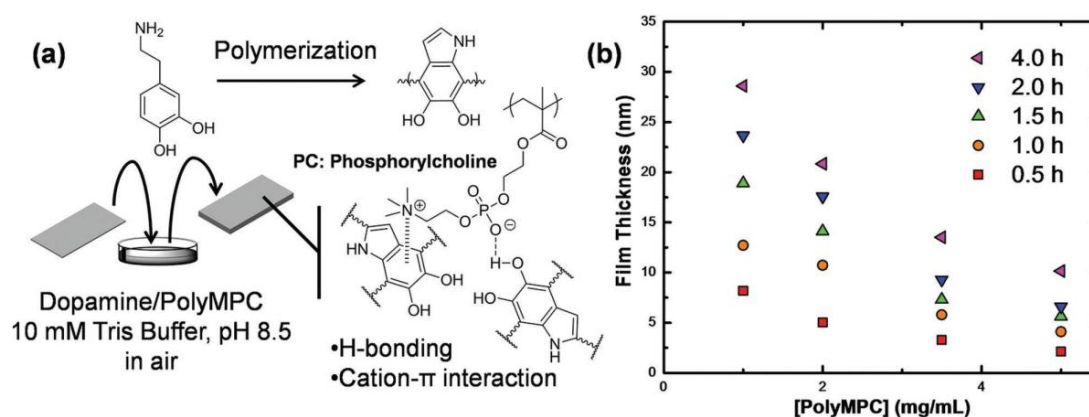 (a)
NH2
OH
OH
Polymerization
NH
HO
OH
O
O
PC: Phosphorylcholine
O
O
N
⊕
O
P
O
O
⊖
HN
OH
OH
H
O
HO
N
H
Dopamine/PolyMPC
10 mM Tris Buffer, pH 8.5
in air
•H-bonding
•Cation-π interaction
(b)
35
30
25
20
15
10
5
0
Film Thickness (nm)
4.0 h
2.0 h
1.5 h
1.0 h
0.5 h
0
2
4
[PolyMPC] (mg/mL)